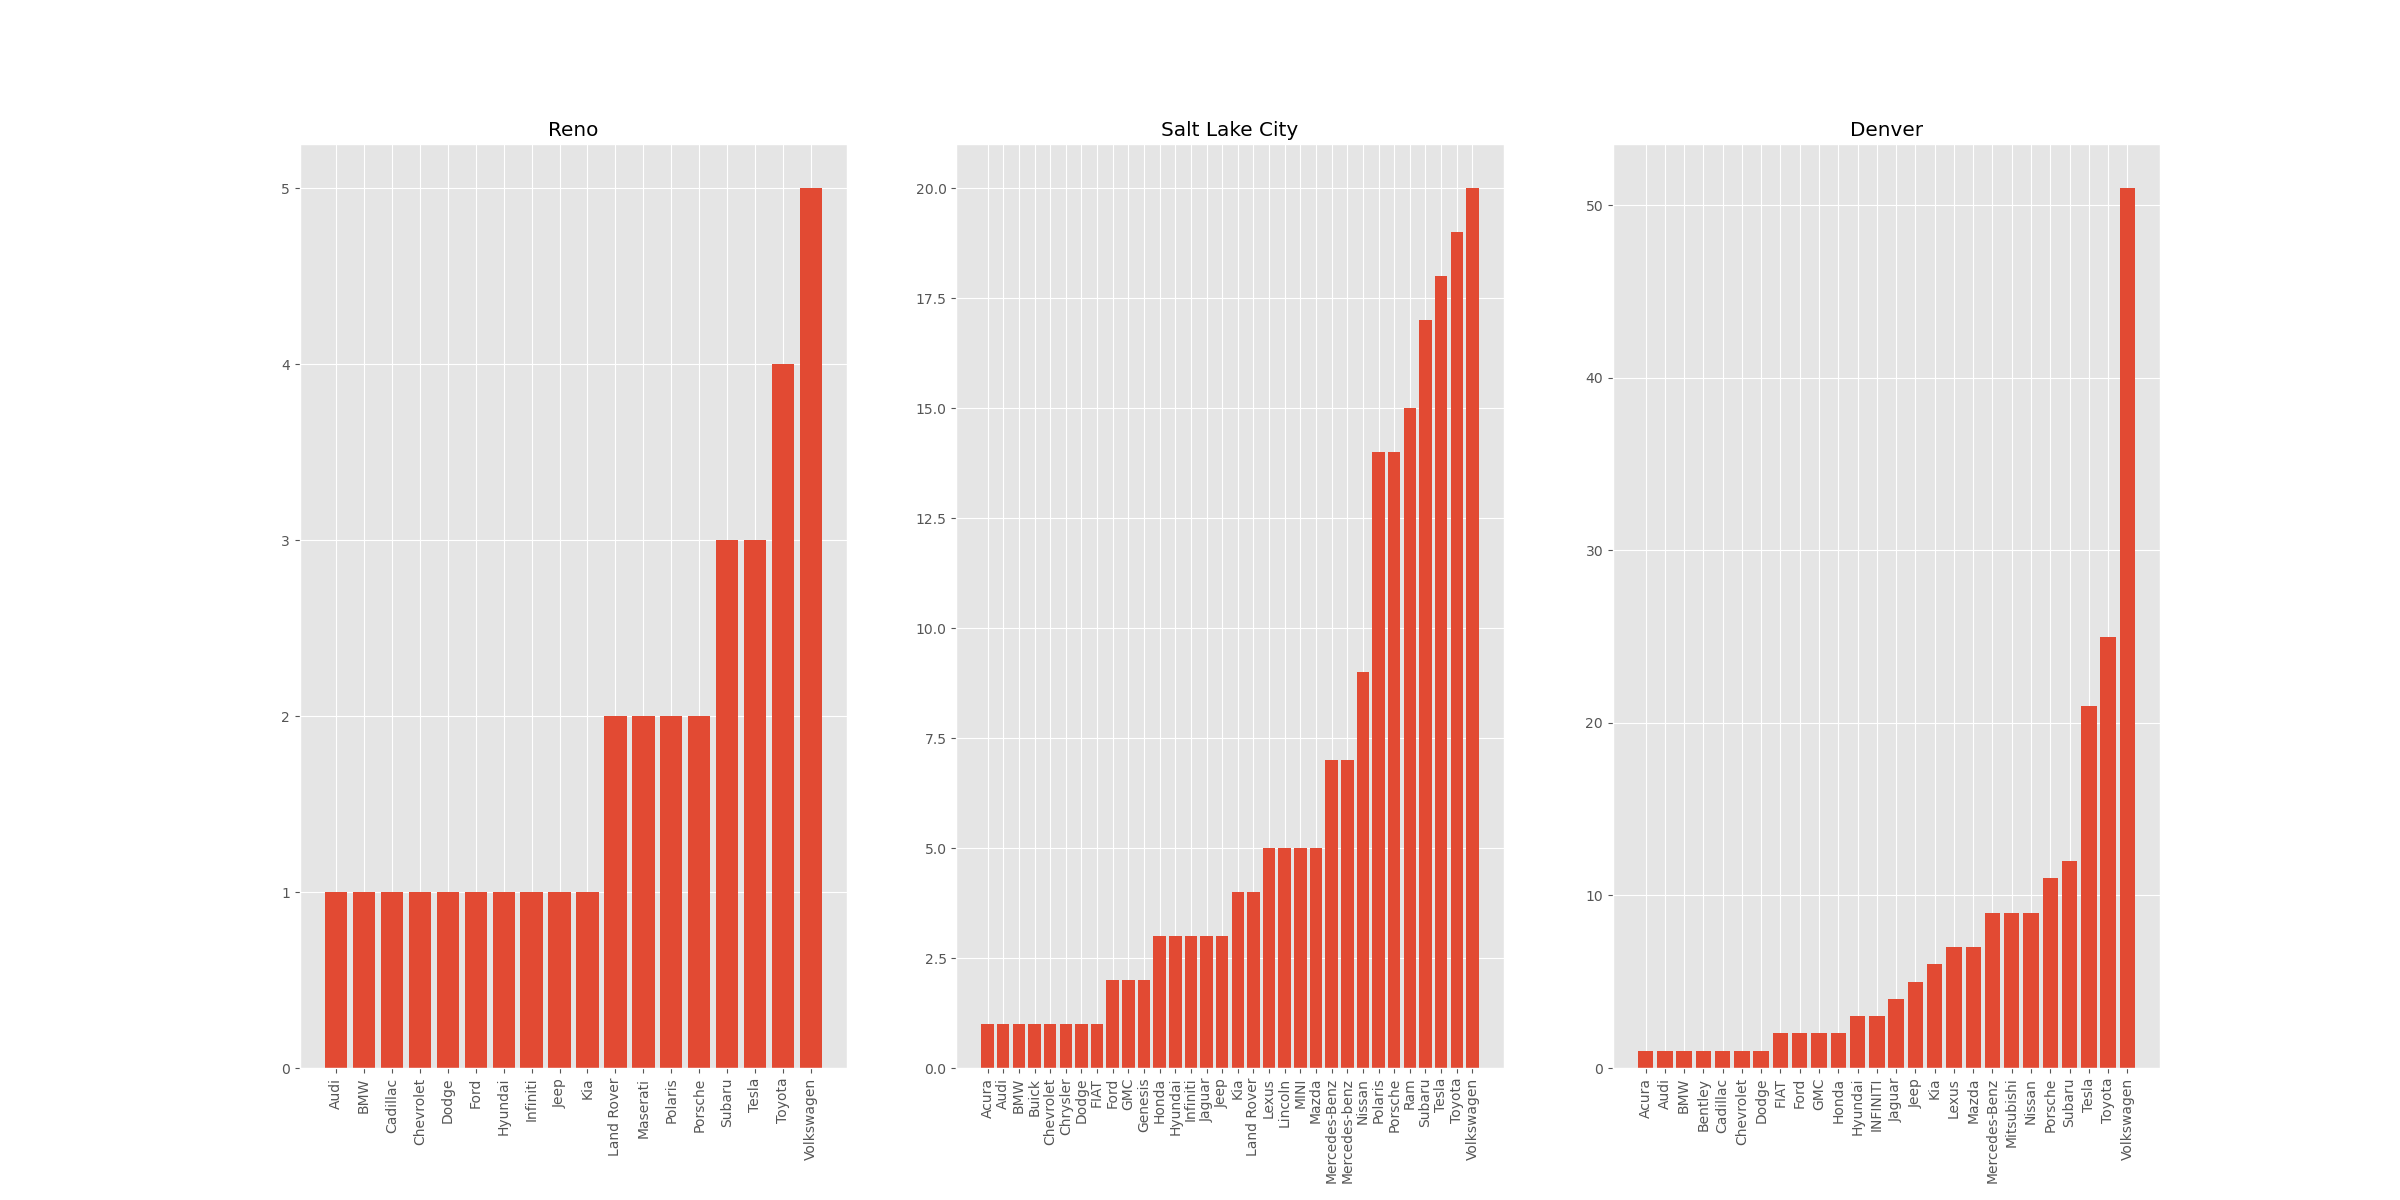 Reno
5
4
3
2
1
0
Audi
BMW
Cadillac
Chevrolet
Dodge
Ford
Hyundai
Infiniti
Jeep
Kia
Land Rover
Maserati
Polaris
Porsche
Subaru
Tesla
Toyota
Volkswagen
Salt Lake City
20.0
17.5
15.0
12.5
10.0
7.5
5.0
2.5
0.0
Acura
Audi
BMW
Buick
Chevrolet
Chrysler
Dodge
FIAT
Ford
GMC
Genesis
Honda
Hyundai
Infiniti
Jaguar
Jeep
Kia
Land Rover
Lexus
Lincoln
MINI
Mazda
Mercedes-Benz
Mercedes-benz
Nissan
Polaris
Porsche
Ram
Subaru
Tesla
Toyota
Volkswagen
Denver
50
40
30
20
10
0
Acura
Audi
BMW
Bentley
Cadillac
Chevrolet
Dodge
FIAT
Ford
GMC
Honda
Hyundai
INFINITI
Jaguar
Jeep
Kia
Lexus
Mazda
Mercedes-Benz
Mitsubishi
Nissan
Porsche
Subaru
Tesla
Toyota
Volkswagen